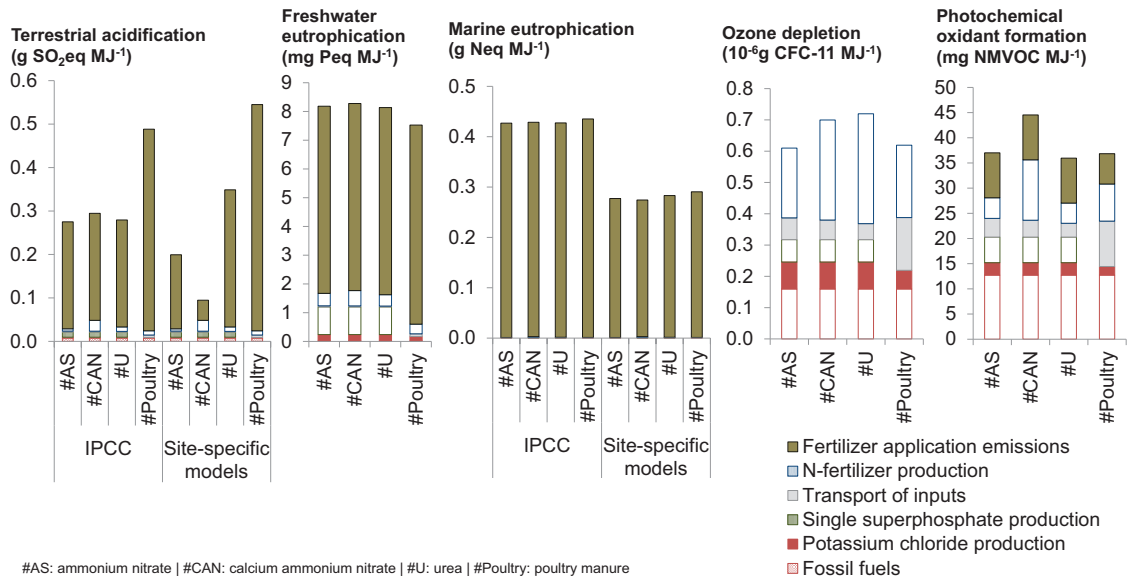 Terrestrial acidification
(g SO₂eq MJ⁻¹)
0.6
0.5
0.4
0.3
0.2
0.1
0.0
#AS
#CAN
#U
#Poultry
#AS
#CAN
#U
#Poultry
IPCC
Site-specific
models
Freshwater
eutrophication
(mg Peq MJ⁻¹)
9
8
7
6
5
4
3
2
1
0
#AS
#CAN
#U
#Poultry
Marine eutrophication
(g Neq MJ⁻¹)
0.5
0.4
0.3
0.2
0.1
0.0
#AS
#CAN
#U
#Poultry
#AS
#CAN
#U
#Poultry
IPCC
Site-specific
models
Ozone depletion
(10⁻⁶g CFC-11 MJ⁻¹)
0.8
0.7
0.6
0.5
0.4
0.3
0.2
0.1
0.0
#AS
#CAN
#U
#Poultry
Photochemical
oxidant formation
(mg NMVOC MJ⁻¹)
50
45
40
35
30
25
20
15
10
5
0
#AS
#CAN
#U
#Poultry
Fertilizer application emissions
N-fertilizer production
Transport of inputs
Single superphosphate production
Potassium chloride production
Fossil fuels
#AS: ammonium nitrate | #CAN: calcium ammonium nitrate | #U: urea | #Poultry: poultry manure